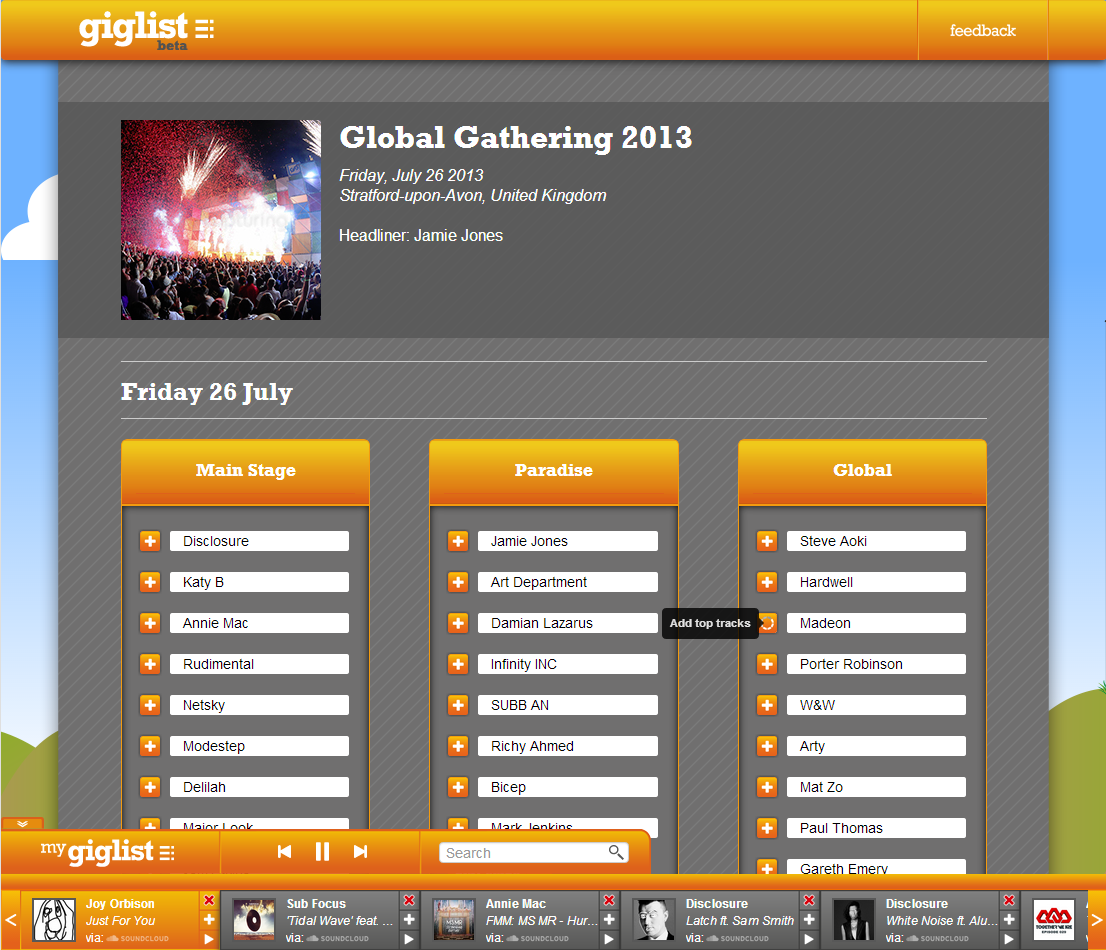 giglist
beta
feedback
Global Gathering 2013
Friday, July 26 2013
Stratford-upon-Avon, United Kingdom
Headliner: Jamie Jones
Friday 26 July
Main Stage
Disclosure
Katy B
Annie Mac
Rudimental
Netsky
Modestep
Delilah
Major Look
Paradise
Jamie Jones
Art Department
Damian Lazarus
Infinity INC
SUBB AN
Richy Ahmed
Bicep
Mark Jenkins
Global
Steve Aoki
Hardwell
Add top tracks
Madeon
Porter Robinson
W&W
Arty
Mat Zo
Paul Thomas
Gareth Emery
my giglist
Search
Joy Orbison
Just For You
via: SOUNDCLOUD
Sub Focus
'Tidal Wave' feat. ...
via: SOUNDCLOUD
Annie Mac
FMM: MS MR - Hur...
via: SOUNDCLOUD
Disclosure
Latch ft. Sam Smith
via: SOUNDCLOUD
Disclosure
White Noise ft. Alu...
via: SOUNDCLOUD
TOGETHER WE ARE